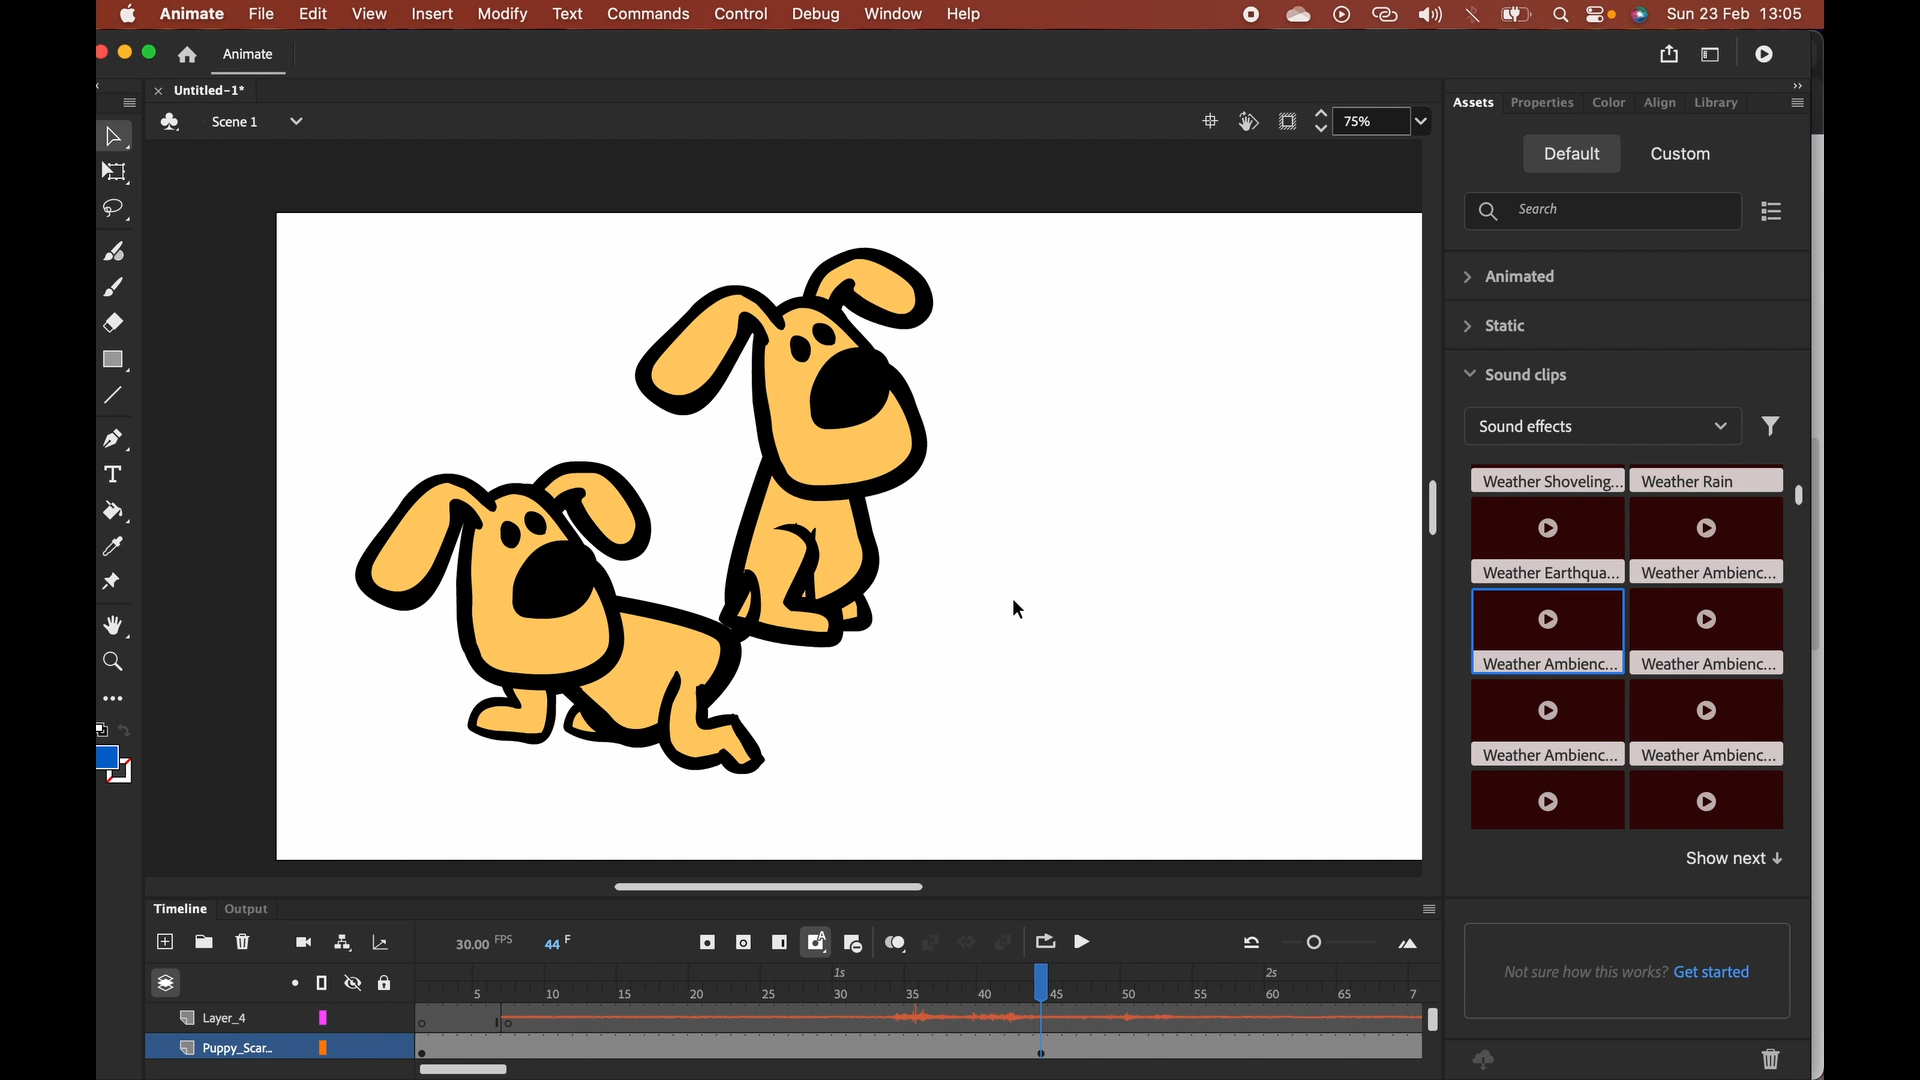 Animate File Edit View Insert Modify Text Commands Control Debug Window Help Sun 23 Feb 13:05
Animate
Untitled-1*
Scene 1
75%
Assets Properties Color Align Library
Default Custom
Search
Animated
Static
Sound clips
Sound effects
Weather Shoveling... Weather Rain
Weather Earthqua... Weather Ambienc...
Weather Ambienc... Weather Ambienc...
Weather Ambienc... Weather Ambienc...
Show next
Not sure how this works? Get started
Timeline Output
30.00 FPS 44 F
1s 2s
5 10 15 20 25 30 35 40 45 50 55 60 65 7
Layer_4
Puppy_Scar...